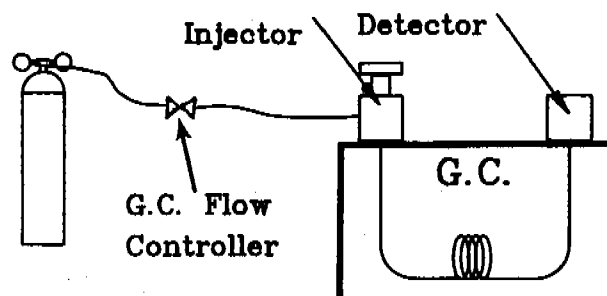 Injector
Detector
G.C. Flow
Controller
G.C.